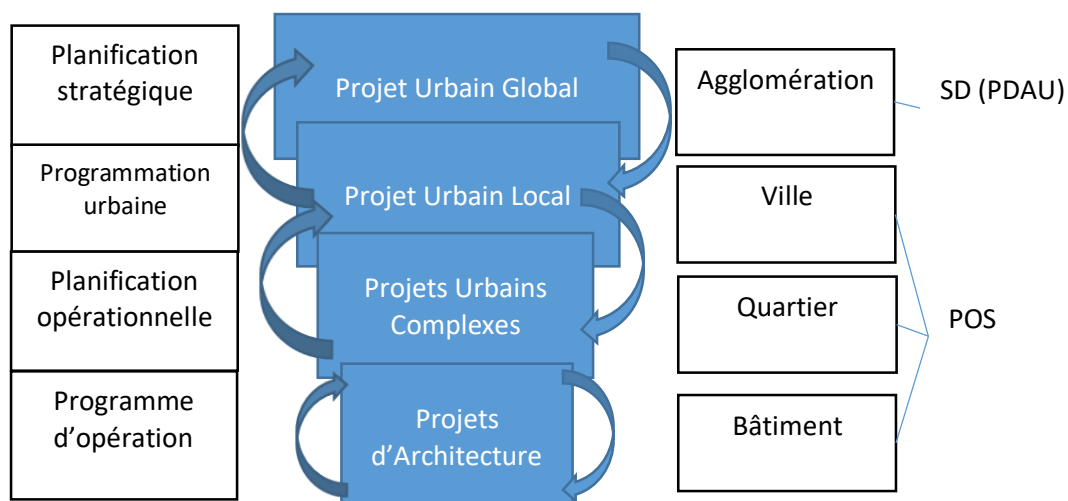 Planification
stratégique
Programmation
urbaine
Planification
opérationnelle
Programme
d’opération
Projet Urbain Global
Projet Urbain Local
Projets Urbains
Complexes
Projets
d’Architecture
Agglomération
Ville
Quartier
Bâtiment
SD (PDAU)
POS